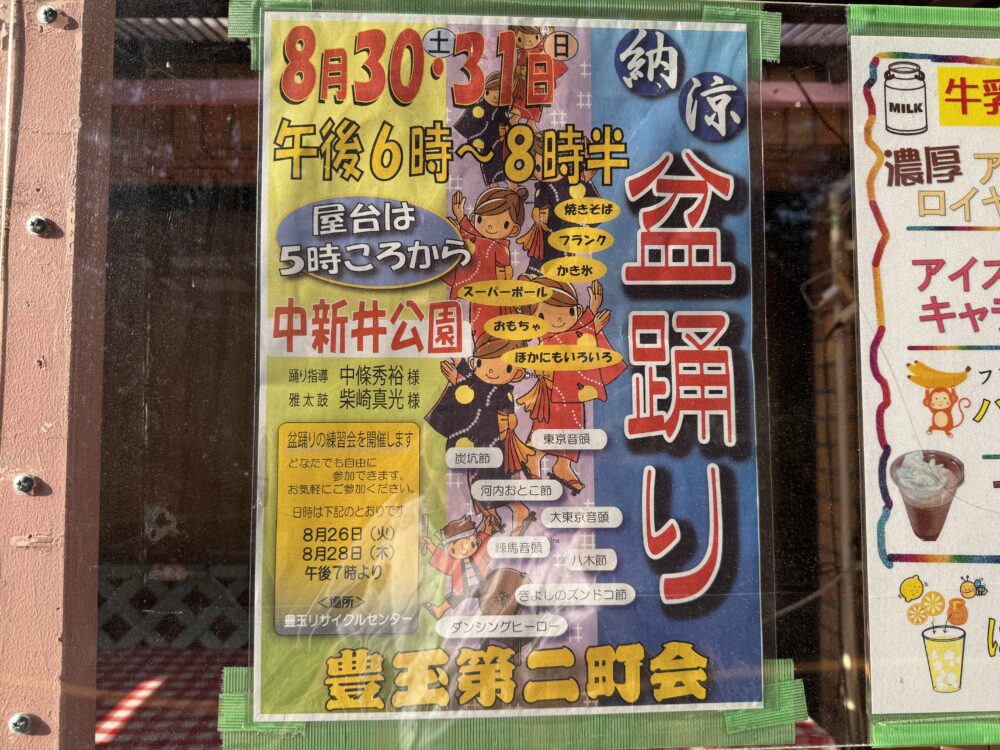 8月30土・31日日
午後6時～8時半
納涼
盆踊り
屋台は
5時ころから
焼きそば
フランク
かき氷
スーパーボール
おもちゃ
ほかにもいろいろ
中新井公園
踊り指導 中條秀裕様
雅太鼓 柴崎真光様
盆踊りの練習会を開催します
どなたでも自由に
参加できます。
お気軽にご参加ください。
日時は下記のとおりです
8月26日(火)
8月28日(木)
午後7時より
<場所>
豊玉リサイクルセンター
東京音頭
炭坑節
河内おとこ節
大東京音頭
練馬音頭
八木節
きよしのズンドコ節
ダンシングヒーロー
豊玉第二町会
MILK
牛乳
濃厚
ロイヤ
アイス
キャラ